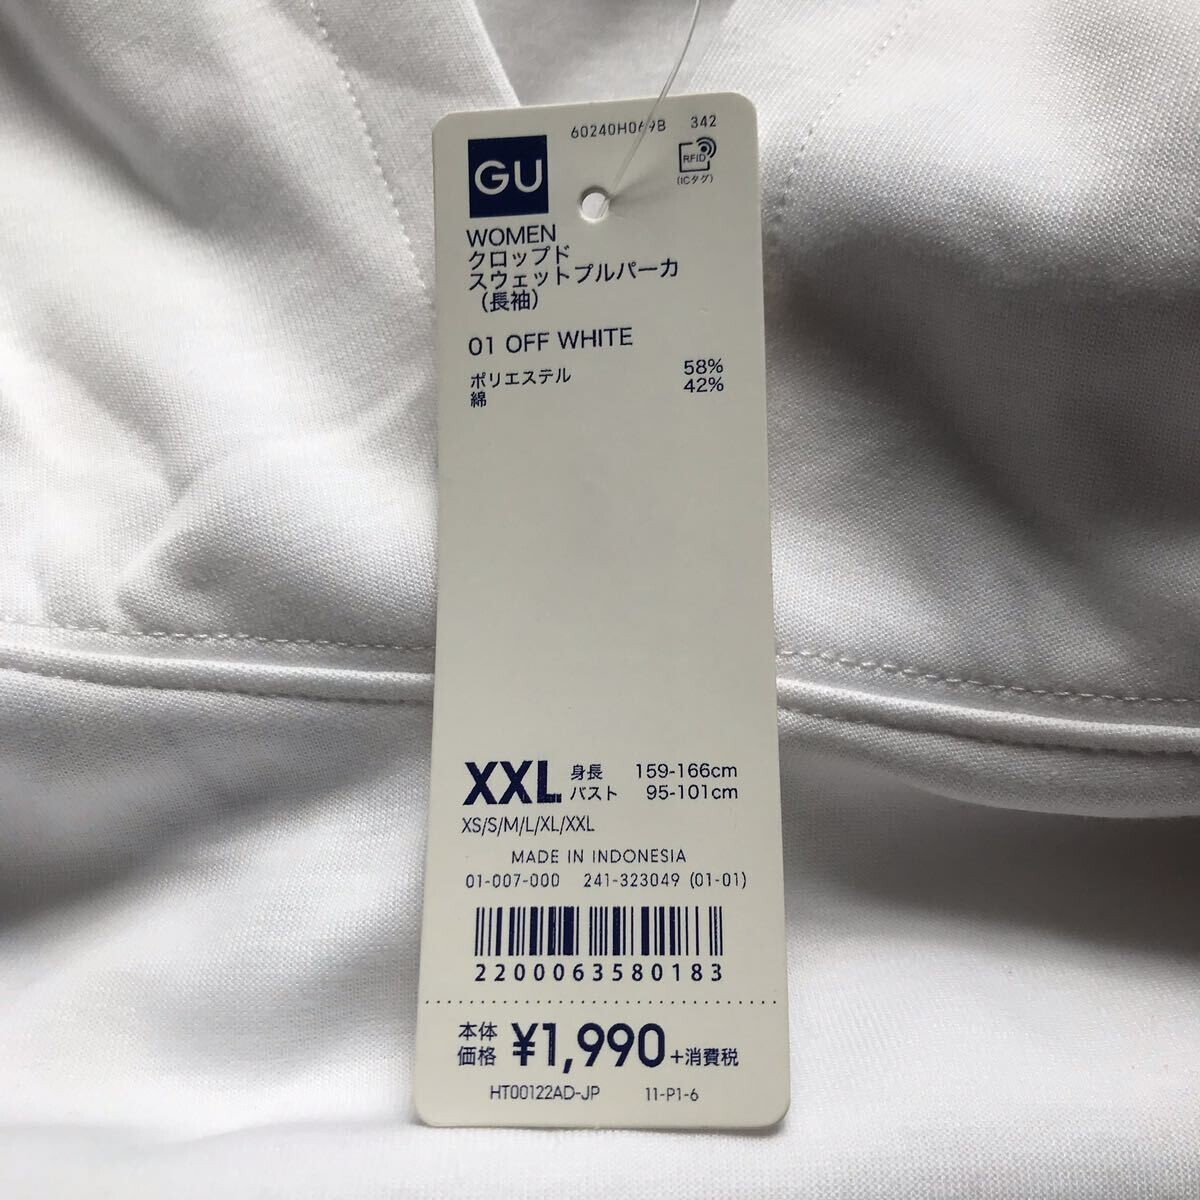 60240H069B 342
GU
RFID
(ICタグ)
WOMEN
クロップド
スウェットプルパーカ
(長袖)
01 OFF WHITE
ポリエステル 58%
綿 42%
XXL 身長 159-166cm
バスト 95-101cm
XS/S/M/L/XL/XXL
MADE IN INDONESIA
01-007-000 241-323049 (01-01)
2200063580183
本体価格 ¥1,990+消費税
HT00122AD-JP 11-P1-6